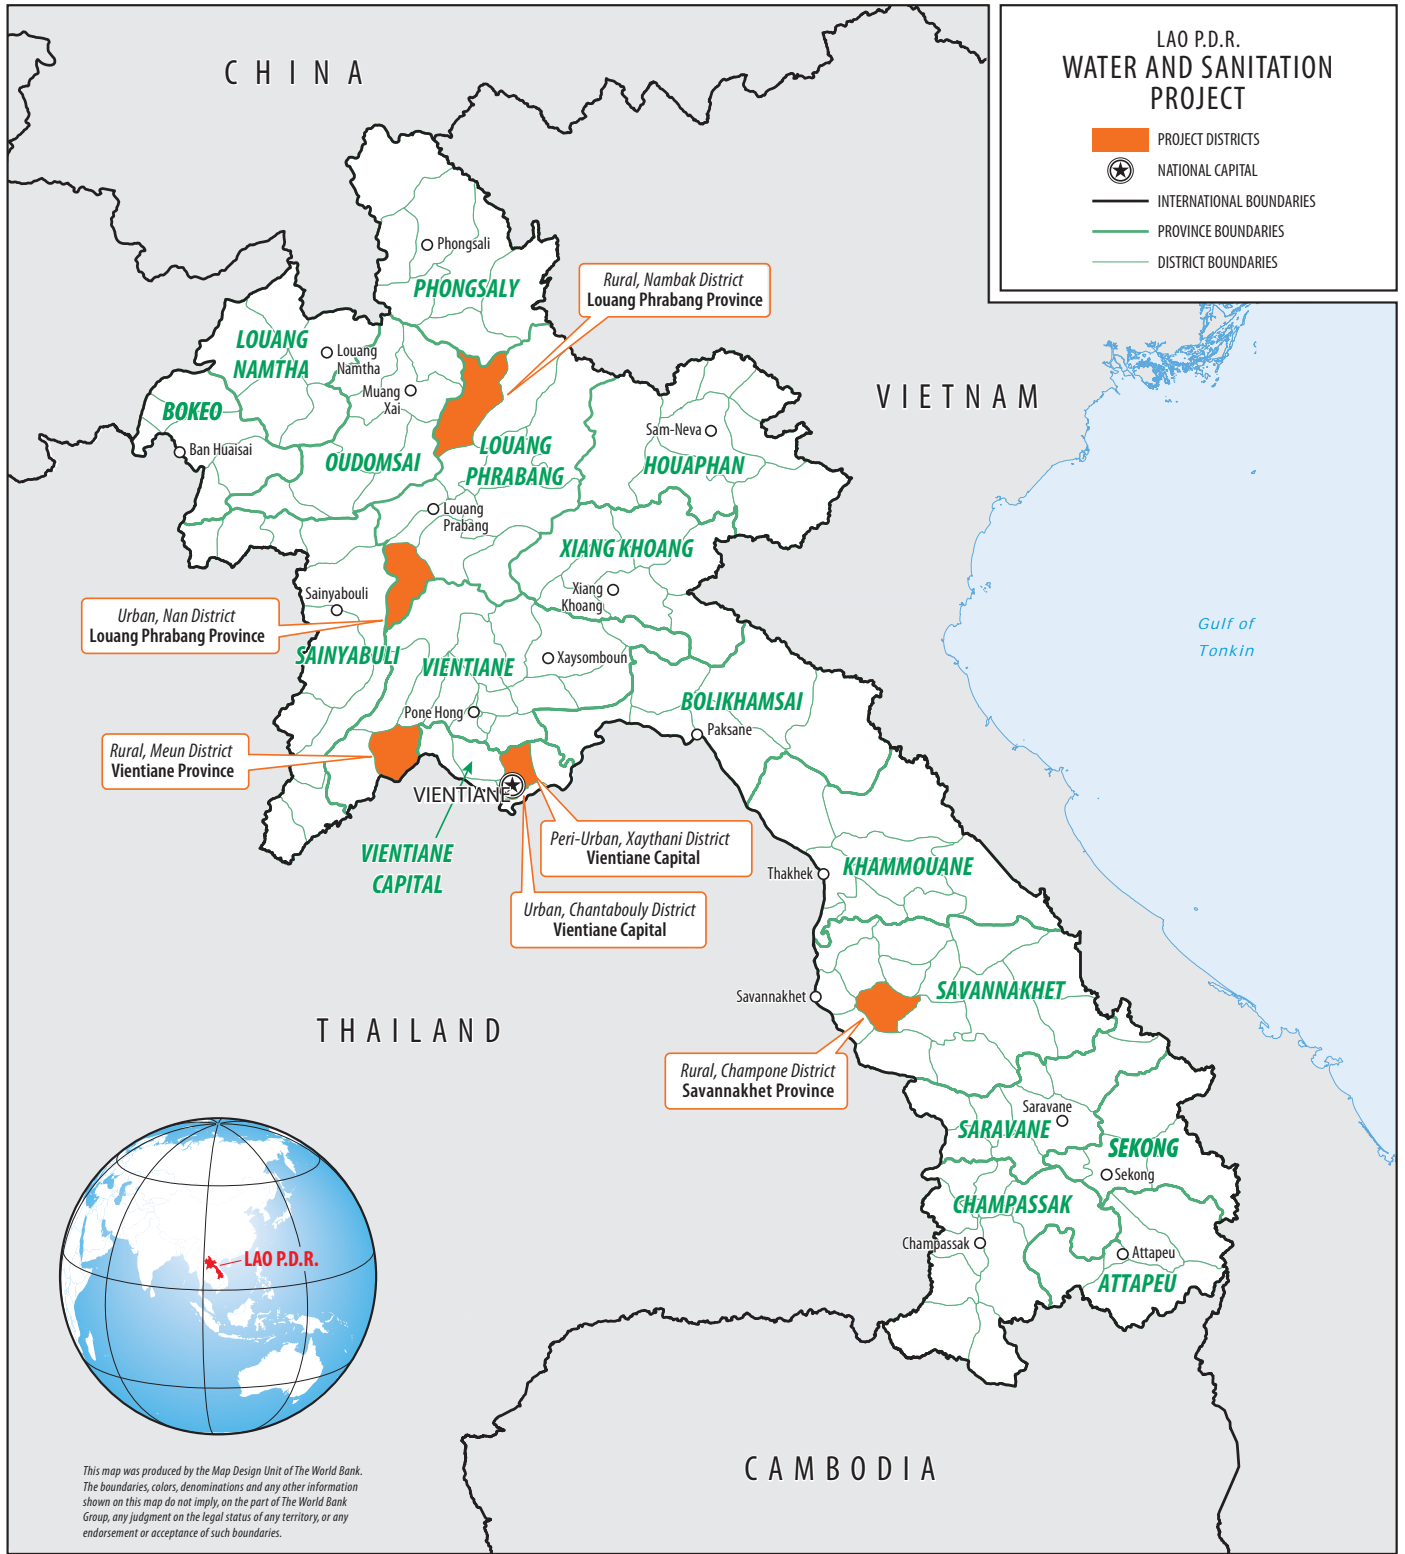 LAO P.D.R.
WATER AND SANITATION
PROJECT
PROJECT DISTRICTS
NATIONAL CAPITAL
INTERNATIONAL BOUNDARIES
PROVINCE BOUNDARIES
DISTRICT BOUNDARIES
CHINA
VIETNAM
Phongsali
PHONGSALY
Rural, Nambak District
Louang Phrabang Province
LOUANG
NAMTHA
Louang
Namtha
Muang
Xai
BOKEO
Ban Huaisai
OUDOMSAI
LOUANG
PHRABANG
Sam-Neva
HOUAPHAN
Louang
Prabang
XIANG KHOANG
Xiang
Khoang
Sainyabouli
Urban, Nan District
Louang Phrabang Province
SAINYABULI
VIENTIANE
Xaysomboun
Gulf of
Tonkin
BOLIKHAMSAI
Pone Hong
Paksane
Rural, Meun District
Vientiane Province
VIENTIANE
VIENTIANE
CAPITAL
Peri-Urban, Xaythani District
Vientiane Capital
Urban, Chantabouly District
Vientiane Capital
Thakhek
KHAMMOUANE
Savannakhet
SAVANNAKHET
THAILAND
Rural, Champone District
Savannakhet Province
Saravane
SARAVANE
SEKONG
Sekong
CHAMPASSAK
Champassak
Attapeu
ATTAPEU
LAO P.D.R.
CAMBODIA
This map was produced by the Map Design Unit of The World Bank.
The boundaries, colors, denominations and any other information
shown on this map do not imply, on the part of The World Bank
Group, any judgment on the legal status of any territory, or any
endorsement or acceptance of such boundaries.